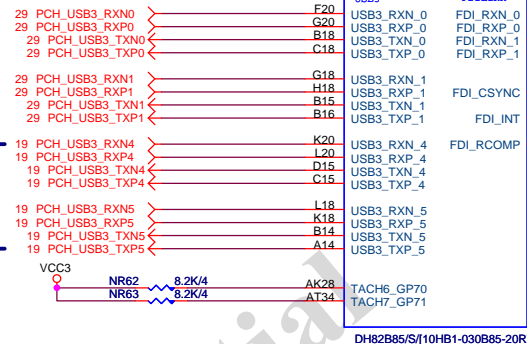 29 PCH_USB3_RXN0 F20 USB3_RXN_0 FDI_RXN_0
29 PCH_USB3_RXP0 G20 USB3_RXP_0 FDI_RXP_0
29 PCH_USB3_TXN0 B18 USB3_TXN_0 FDI_RXN_1
29 PCH_USB3_TXP0 C18 USB3_TXP_0 FDI_RXP_1
29 PCH_USB3_RXN1 G18 USB3_RXN_1
29 PCH_USB3_RXP1 H18 USB3_RXP_1 FDI_CSYNC
29 PCH_USB3_TXN1 B15 USB3_TXN_1
29 PCH_USB3_TXP1 B16 USB3_TXP_1 FDI_INT
19 PCH_USB3_RXN4 K20 USB3_RXN_4 FDI_RCOMP
19 PCH_USB3_RXP4 L20 USB3_RXP_4
19 PCH_USB3_TXN4 D15 USB3_TXN_4
19 PCH_USB3_TXP4 C15 USB3_TXP_4
19 PCH_USB3_RXN5 L18 USB3_RXN_5
19 PCH_USB3_RXP5 K18 USB3_RXP_5
19 PCH_USB3_TXN5 B14 USB3_TXN_5
19 PCH_USB3_TXP5 A14 USB3_TXP_5
VCC3
NR62 8.2K/4 AK28 TACH6_GP70
NR63 8.2K/4 AT34 TACH7_GP71
DH82B85/S/[10HB1-030B85-20R